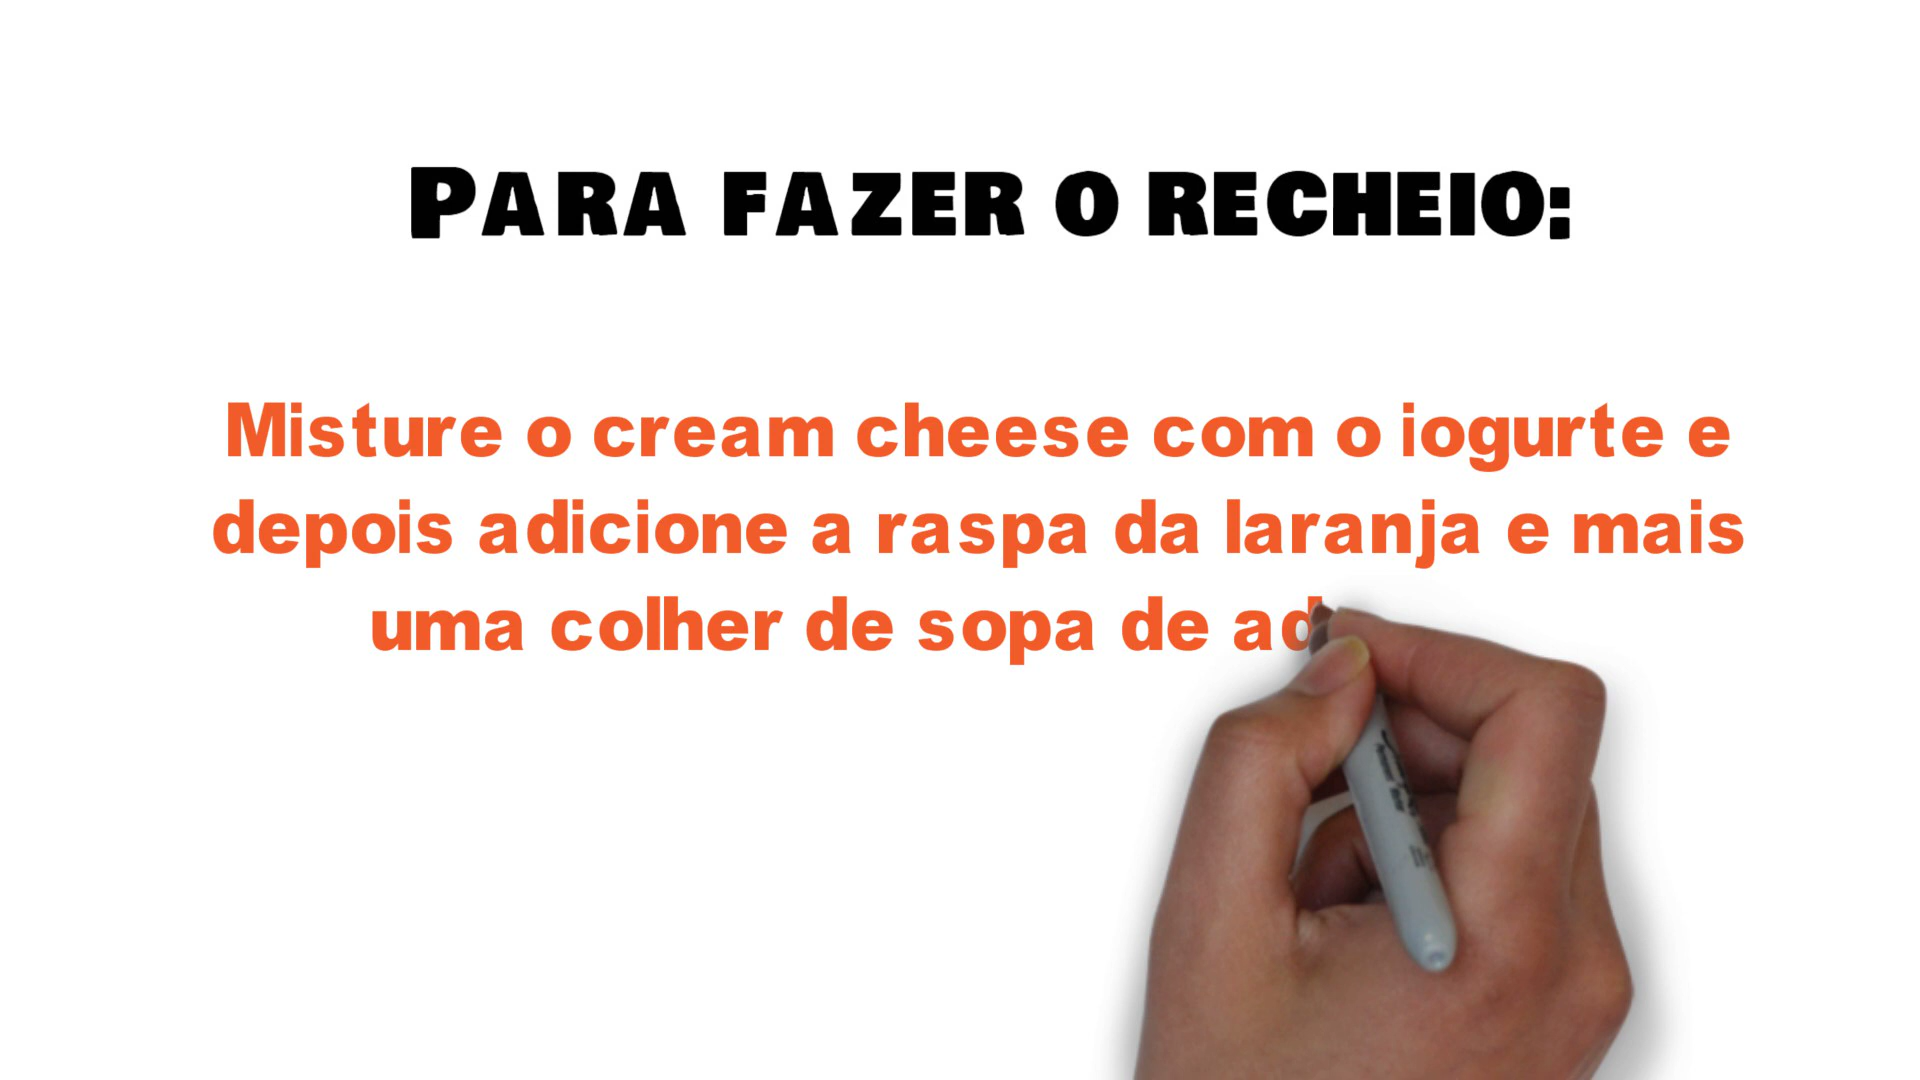 PARA FAZER O RECHEIO:
Misture o cream cheese com o iogurte e
depois adicione a raspa da laranja e mais
uma colher de sopa de ad